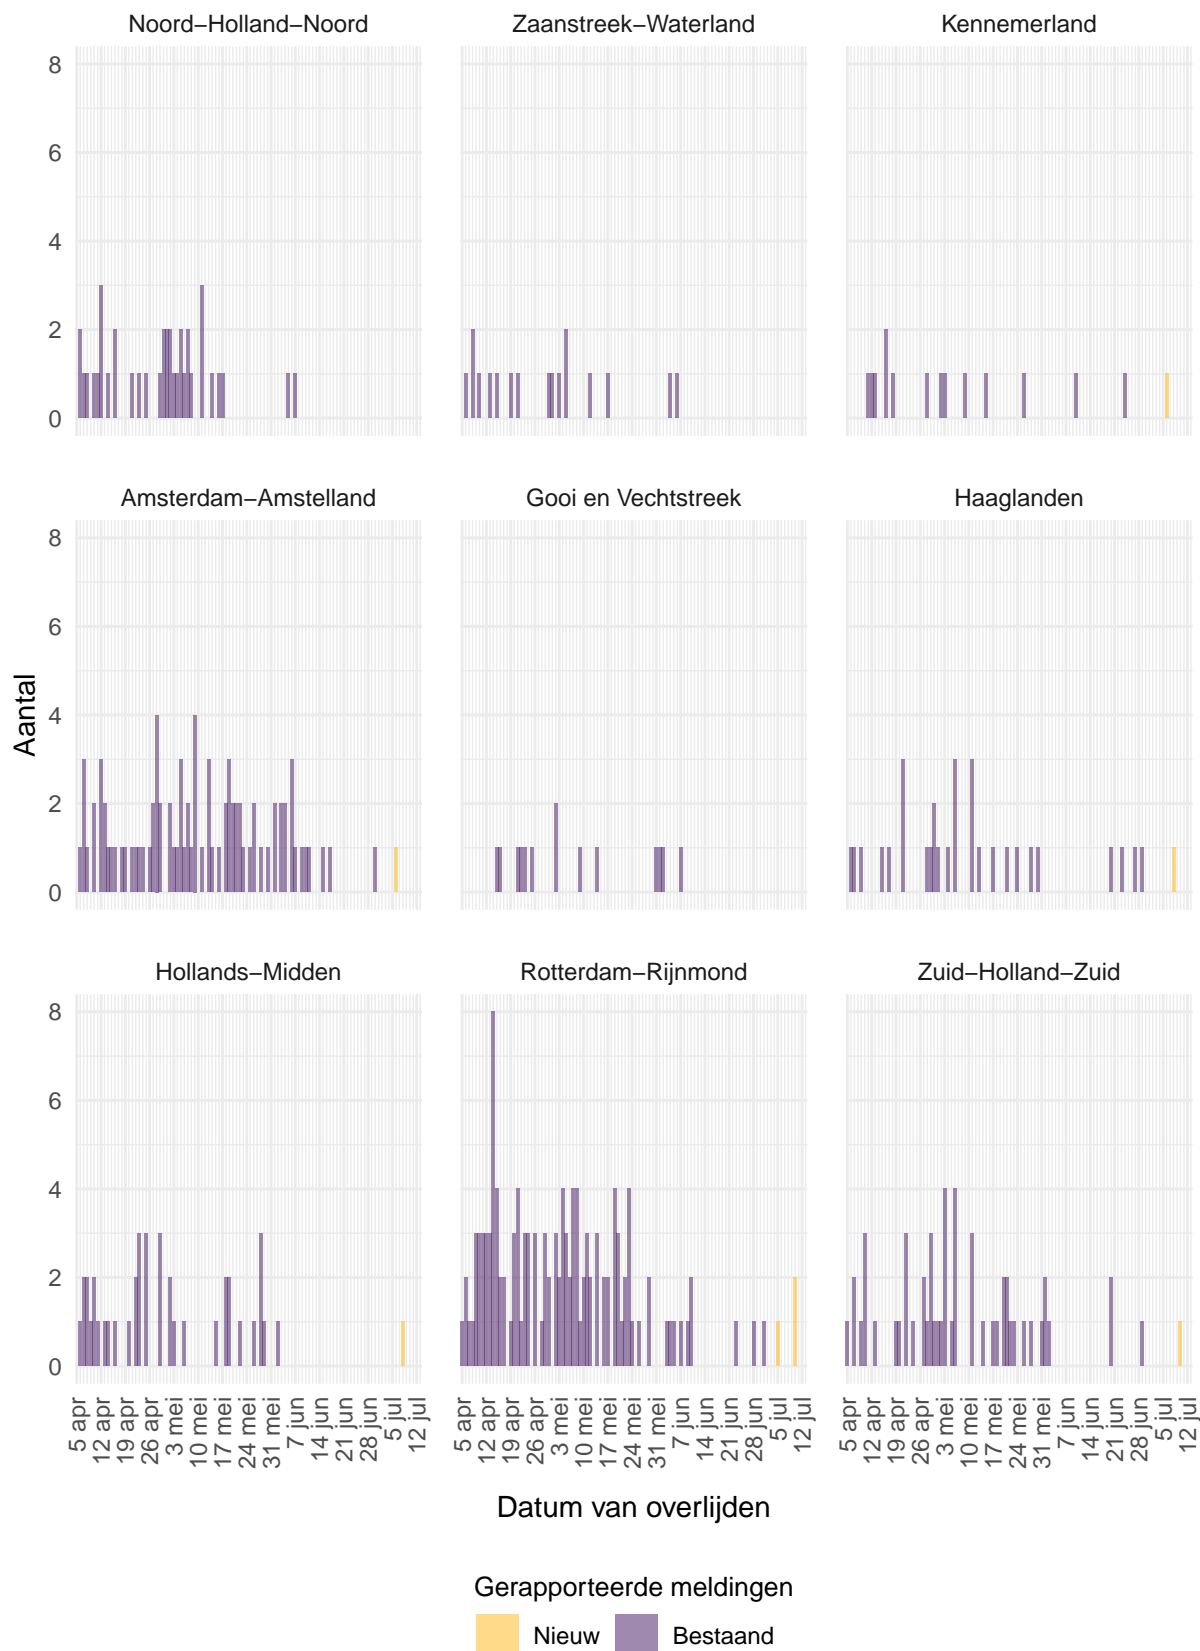 Noord−Holland−Noord
Zaanstreek−Waterland
Kennemerland
8
6
4
2
0
Amsterdam−Amstelland
Gooi en Vechtstreek
Haaglanden
8
6
4
2
0
Aantal
Hollands−Midden
Rotterdam−Rijnmond
Zuid−Holland−Zuid
8
6
4
2
0
5 apr
12 apr
19 apr
26 apr
3 mei
10 mei
17 mei
24 mei
31 mei
7 jun
14 jun
21 jun
28 jun
5 jul
12 jul
5 apr
12 apr
19 apr
26 apr
3 mei
10 mei
17 mei
24 mei
31 mei
7 jun
14 jun
21 jun
28 jun
5 jul
12 jul
5 apr
12 apr
19 apr
26 apr
3 mei
10 mei
17 mei
24 mei
31 mei
7 jun
14 jun
21 jun
28 jun
5 jul
12 jul
Datum van overlijden
Gerapporteerde meldingen
Nieuw Bestaand